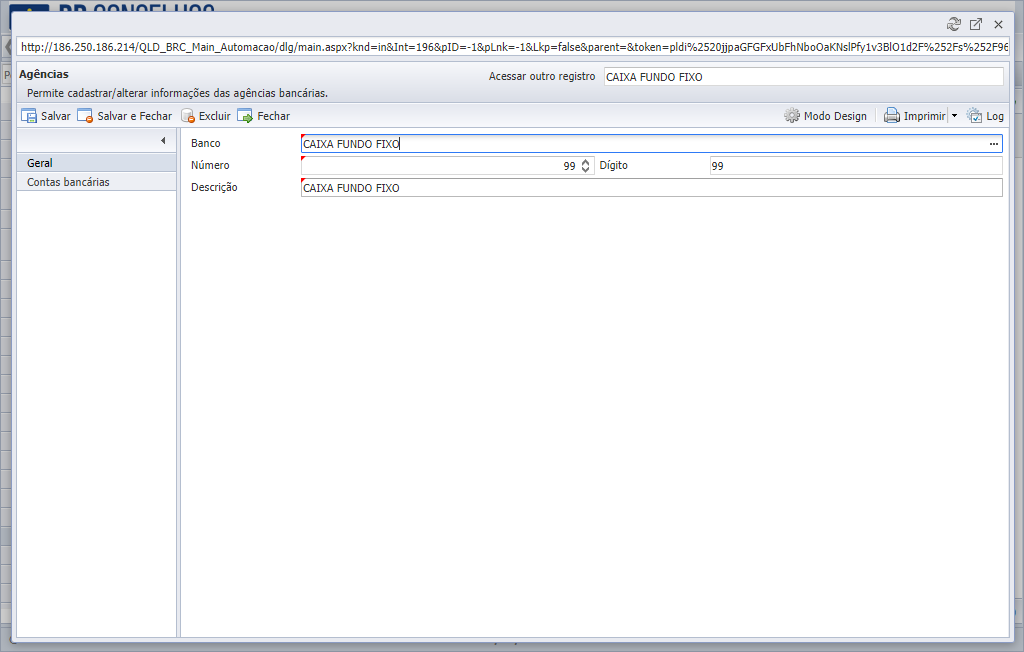 BR CONSELHOS
http://186.250.186.214/QLD_BRC_Main_Automacao/dlg/main.aspx?knd=in&Int=196&pID=-1&pLnk=-1&Lkp=false&parent=&token=pldi%2520jjpaGFGFxUbFhNboOaKNslPfy1v3BlO1d2F%252Fs%252F96
Agências
Acessar outro registro CAIXA FUNDO FIXO
Permite cadastrar/alterar informações das agências bancárias.
Salvar Salvar e Fechar Excluir Fechar Modo Design Imprimir Log
Banco CAIXA FUNDO FIXO ...
Geral
Número 99 Dígito 99
Contas bancárias
Descrição CAIXA FUNDO FIXO